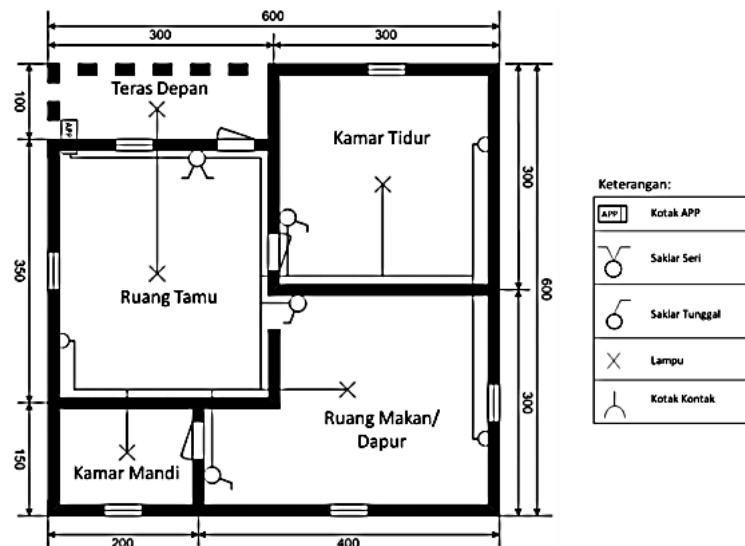 600
300
300
100
Teras Depan
APP
Kamar Tidur
300
600
350
Ruang Tamu
300
Ruang Makan/
Dapur
150
Kamar Mandi
200
400
Keterangan:
APP
Kotak APP
Saklar Seri
Saklar Tunggal
Lampu
Kotak Kontak